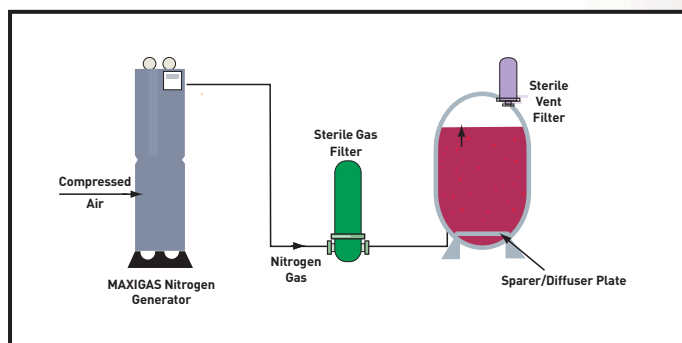 Sterile
Vent
Filter
Sterile Gas
Filter
Compressed
Air
Nitrogen
Gas
MAXIGAS Nitrogen
Generator
Sparer/Diffuser Plate